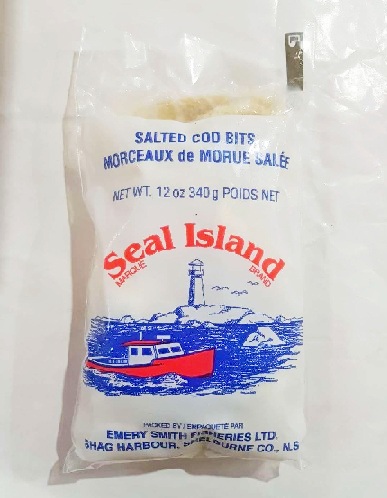 SALTED COD BITS
MORCEAUX de MORUE SALÉE
NET WT. 12 oz 340 g POIDS NET
Seal Island
MARQUE BRAND
PACKED BY / EMPAQUETÉ PAR
EMERY SMITH FISHERIES LTD.
SHAG HARBOUR, SHELBURNE CO., N.S